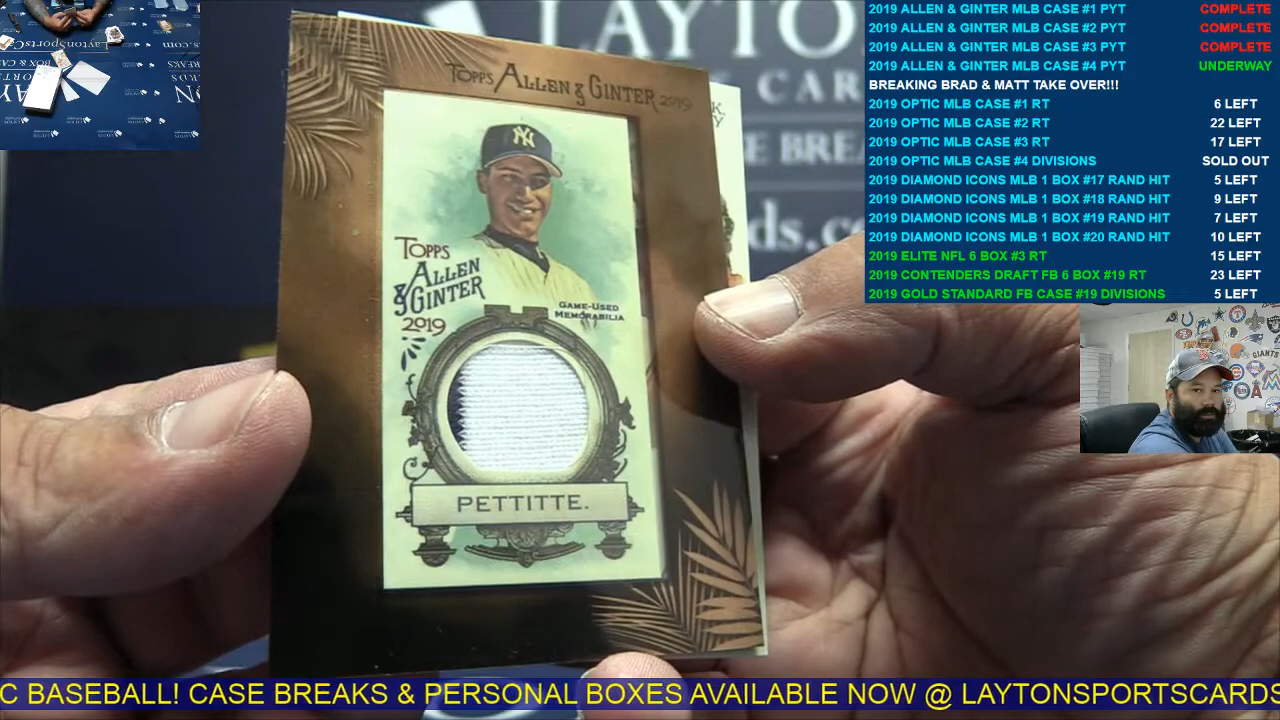 2019 ALLEN & GINTER MLB CASE #1 PYT COMPLETE
2019 ALLEN & GINTER MLB CASE #2 PYT COMPLETE
2019 ALLEN & GINTER MLB CASE #3 PYT COMPLETE
2019 ALLEN & GINTER MLB CASE #4 PYT UNDERWAY
BREAKING BRAD & MATT TAKE OVER!!!
2019 OPTIC MLB CASE #1 RT 6 LEFT
2019 OPTIC MLB CASE #2 RT 22 LEFT
2019 OPTIC MLB CASE #3 RT 17 LEFT
2019 OPTIC MLB CASE #4 DIVISIONS SOLD OUT
2019 DIAMOND ICONS MLB 1 BOX #17 RAND HIT 5 LEFT
2019 DIAMOND ICONS MLB 1 BOX #18 RAND HIT 9 LEFT
2019 DIAMOND ICONS MLB 1 BOX #19 RAND HIT 7 LEFT
2019 DIAMOND ICONS MLB 1 BOX #20 RAND HIT 10 LEFT
2019 ELITE NFL 6 BOX #3 RT 15 LEFT
2019 CONTENDERS DRAFT FB 6 BOX #19 RT 23 LEFT
2019 GOLD STANDARD FB CASE #19 DIVISIONS 5 LEFT
LAYTON
CAR
E BREA
ds.co
TOPPS ALLEN & GINTER 2019
NY
TOPPS
ALLEN
& GINTER
2019
GAME-USED
MEMORABILIA
PETTITTE.
GIANTS
C BASEBALL! CASE BREAKS & PERSONAL BOXES AVAILABLE NOW @ LAYTONSPORTSCARDS